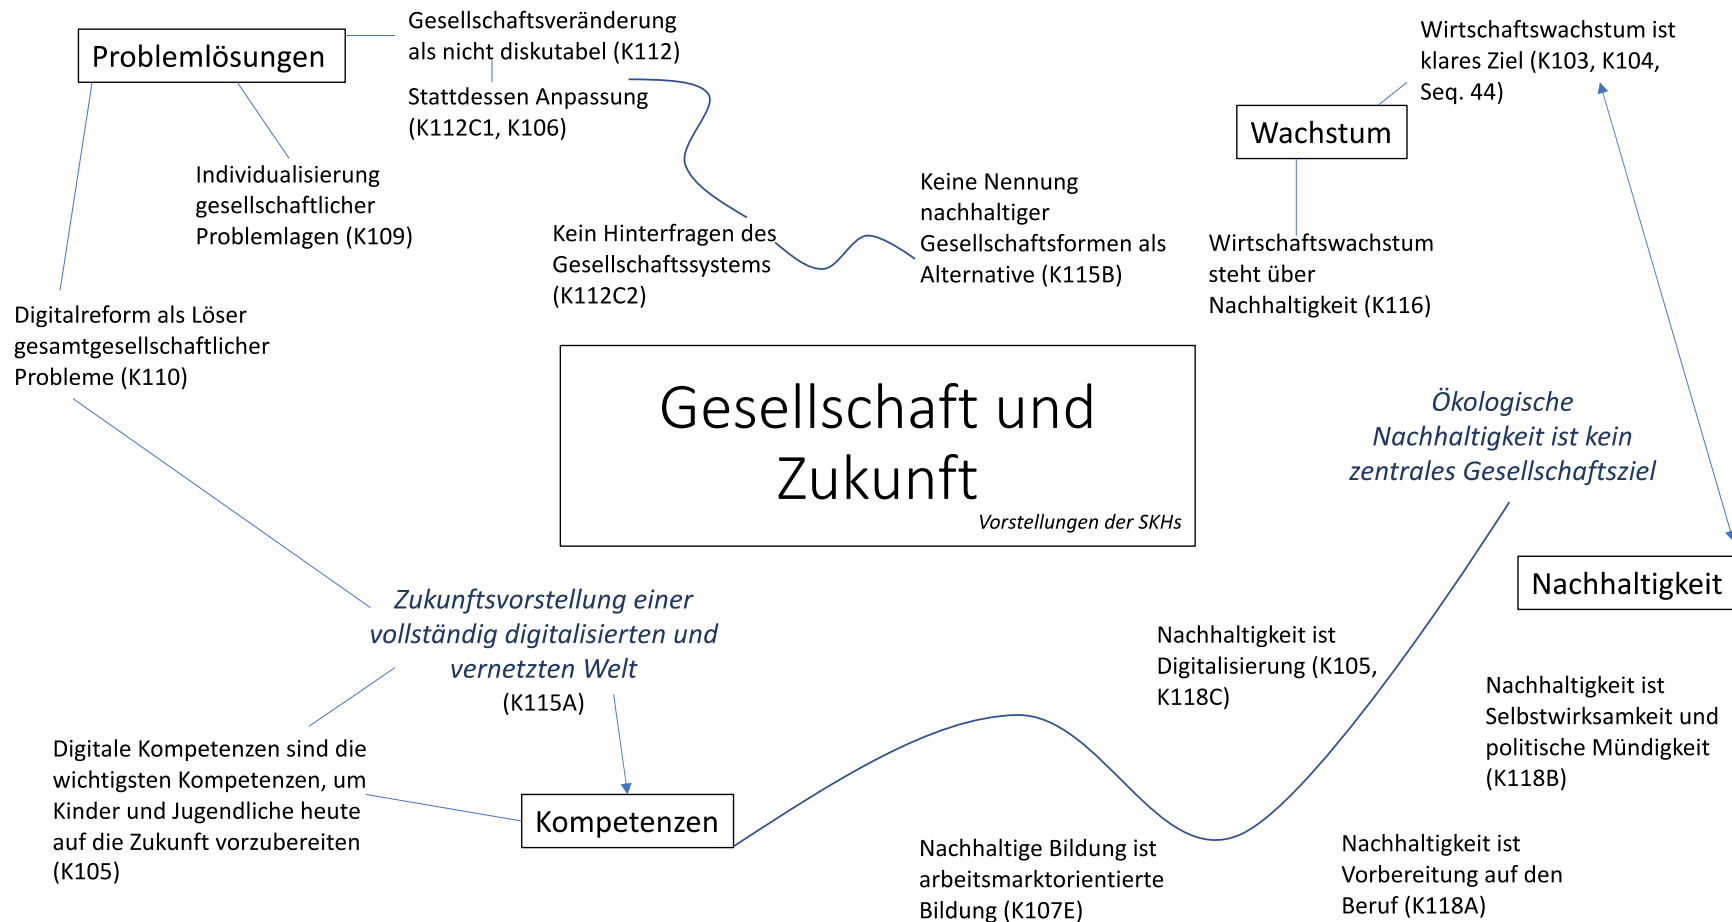 Problemlösungen
Gesellschaftsveränderung
als nicht diskutabel (K112)
Stattdessen Anpassung
(K112C1, K106)
Individualisierung
gesellschaftlicher
Problemlagen (K109)
Kein Hinterfragen des
Gesellschaftssystems
(K112C2)
Keine Nennung
nachhaltiger
Gesellschaftsformen als
Alternative (K115B)
Wirtschaftswachstum ist
klares Ziel (K103, K104,
Seq. 44)
Wachstum
Wirtschaftswachstum
steht über
Nachhaltigkeit (K116)
Digitalreform als Löser
gesamtgesellschaftlicher
Probleme (K110)
Gesellschaft und
Zukunft
Vorstellungen der SKHs
Ökologische
Nachhaltigkeit ist kein
zentrales Gesellschaftsziel
Nachhaltigkeit
Zukunftsvorstellung einer
vollständig digitalisierten und
vernetzten Welt
(K115A)
Nachhaltigkeit ist
Digitalisierung (K105,
K118C)
Nachhaltigkeit ist
Selbstwirksamkeit und
politische Mündigkeit
(K118B)
Digitale Kompetenzen sind die
wichtigsten Kompetenzen, um
Kinder und Jugendliche heute
auf die Zukunft vorzubereiten
(K105)
Kompetenzen
Nachhaltige Bildung ist
arbeitsmarktorientierte
Bildung (K107E)
Nachhaltigkeit ist
Vorbereitung auf den
Beruf (K118A)